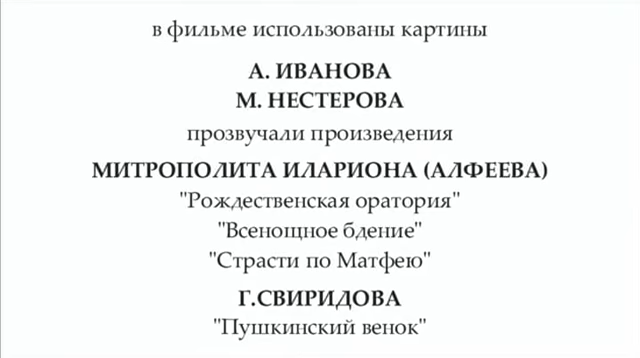 в фильме использованы картины
А. ИВАНОВА
М. НЕСТЕРОВА
прозвучали произведения
МИТРОПОЛИТА ИЛАРИОНА (АЛФЕЕВА)
"Рождественская оратория"
"Всенощное бдение"
"Страсти по Матфею"
Г.СВИРИДОВА
"Пушкинский венок"